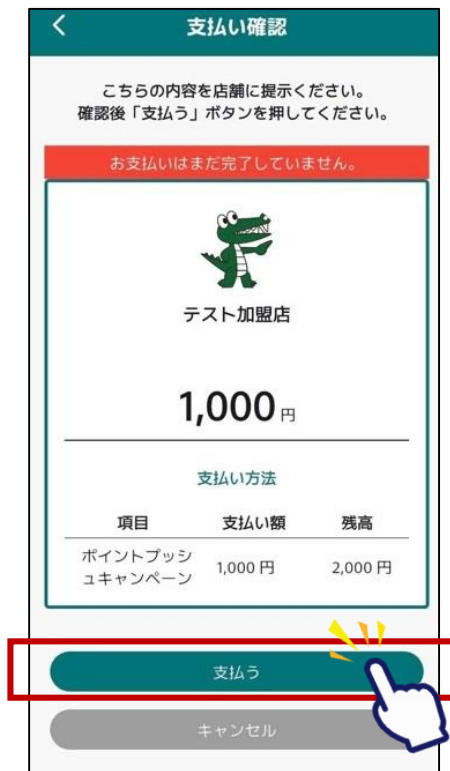 支払い確認
こちらの内容を店舗に提示ください。
確認後「支払う」ボタンを押してください。
お支払いはまだ完了していません。
テスト加盟店
1,000 円
支払い方法
項目 支払い額 残高
ポイントプッシ
ュキャンペーン 1,000 円 2,000 円
支払う
キャンセル